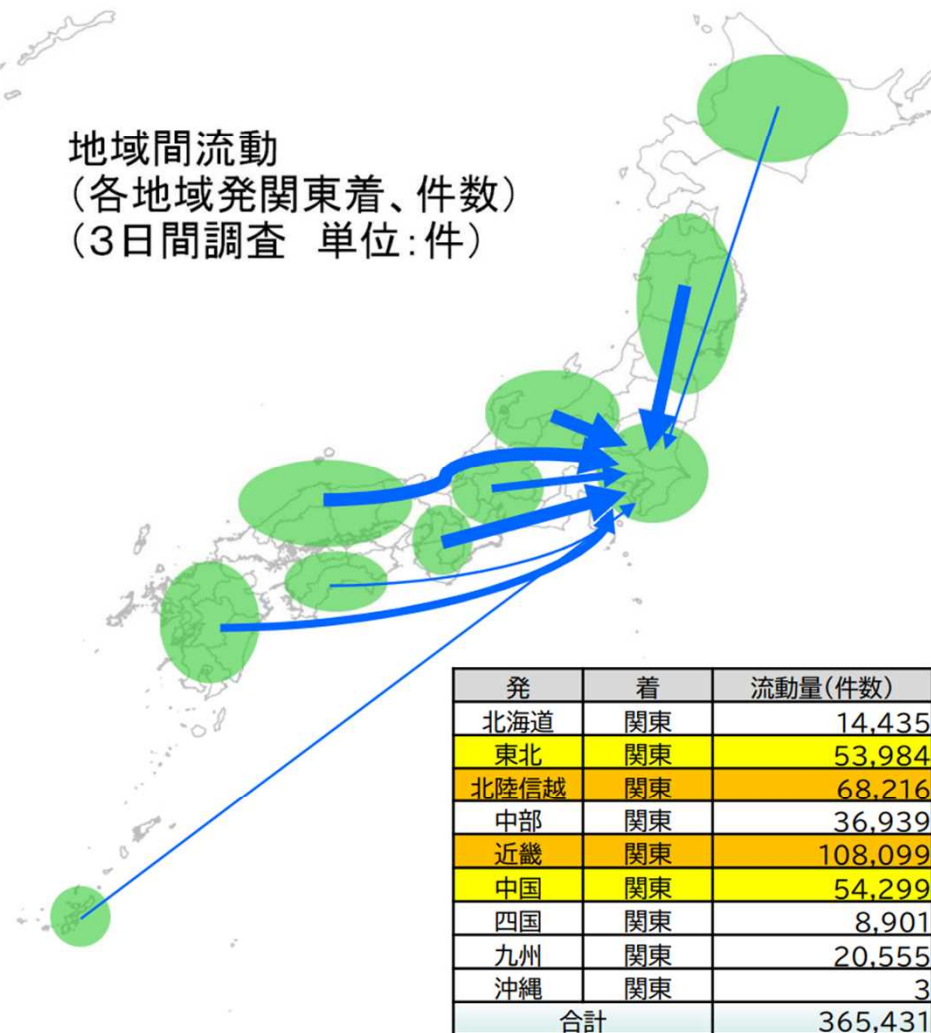 地域間流動
(各地域発関東着、件数)
(3日間調査 単位:件)
発 着 流動量(件数)
北海道 関東 14,435
東北 関東 53,984
北陸信越 関東 68,216
中部 関東 36,939
近畿 関東 108,099
中国 関東 54,299
四国 関東 8,901
九州 関東 20,555
沖縄 関東 3
合計 365,431